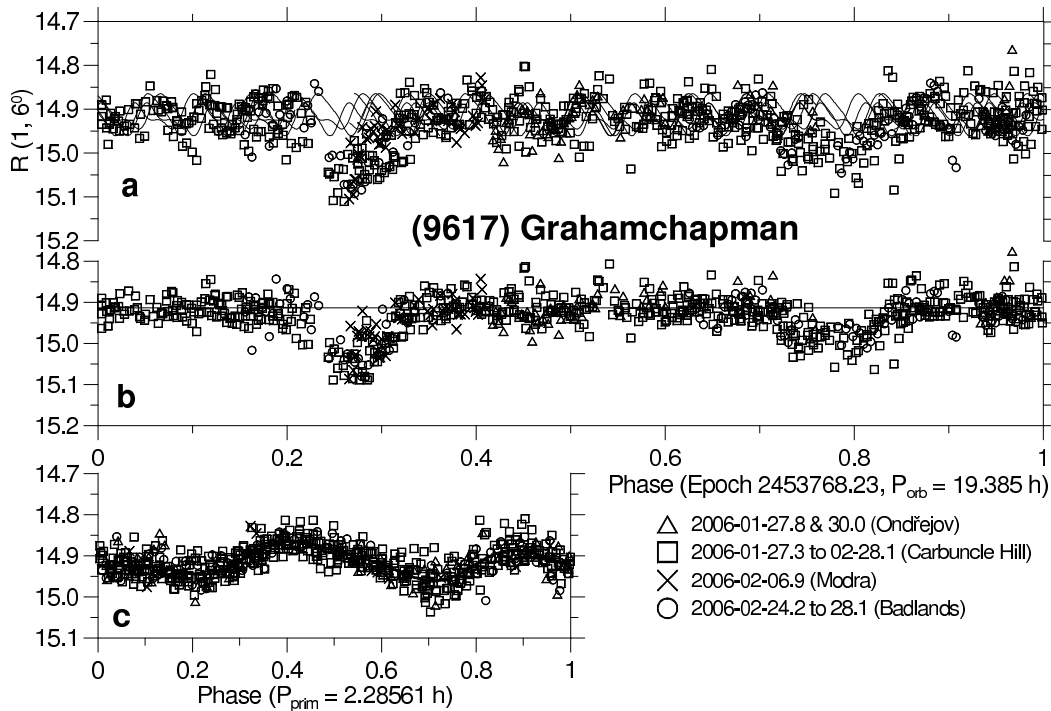 14.7
14.8
14.9
15.0
15.1
15.2
R (1, 6º)
a
(9617) Grahamchapman
14.8
14.9
15.0
15.1
15.2
b
0 0.2 0.4 0.6 0.8 1
Phase (Epoch 2453768.23, P_orb = 19.385 h)
14.7
14.8
14.9
15.0
15.1
c
0 0.2 0.4 0.6 0.8 1
Phase (P_prim = 2.28561 h)
△ 2006-01-27.8 & 30.0 (Ondřejov)
□ 2006-01-27.3 to 02-28.1 (Carbuncle Hill)
× 2006-02-06.9 (Modra)
○ 2006-02-24.2 to 28.1 (Badlands)